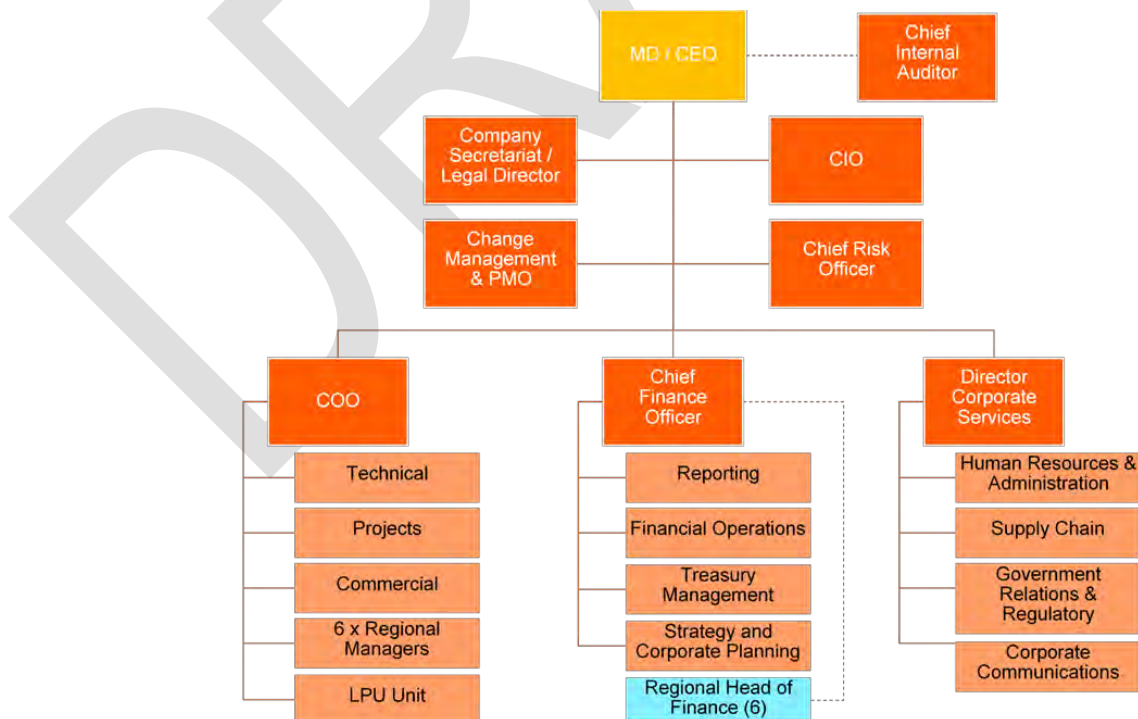 MD / CEO
Chief
Internal
Auditor
Company
Secretariat /
Legal Director
CIO
Change
Management
& PMO
Chief Risk
Officer
COO
Chief
Finance
Officer
Director
Corporate
Services
Technical
Projects
Commercial
6 x Regional
Managers
LPU Unit
Reporting
Financial Operations
Treasury
Management
Strategy and
Corporate Planning
Regional Head of
Finance (6)
Human Resources &
Administration
Supply Chain
Government
Relations &
Regulatory
Corporate
Communications